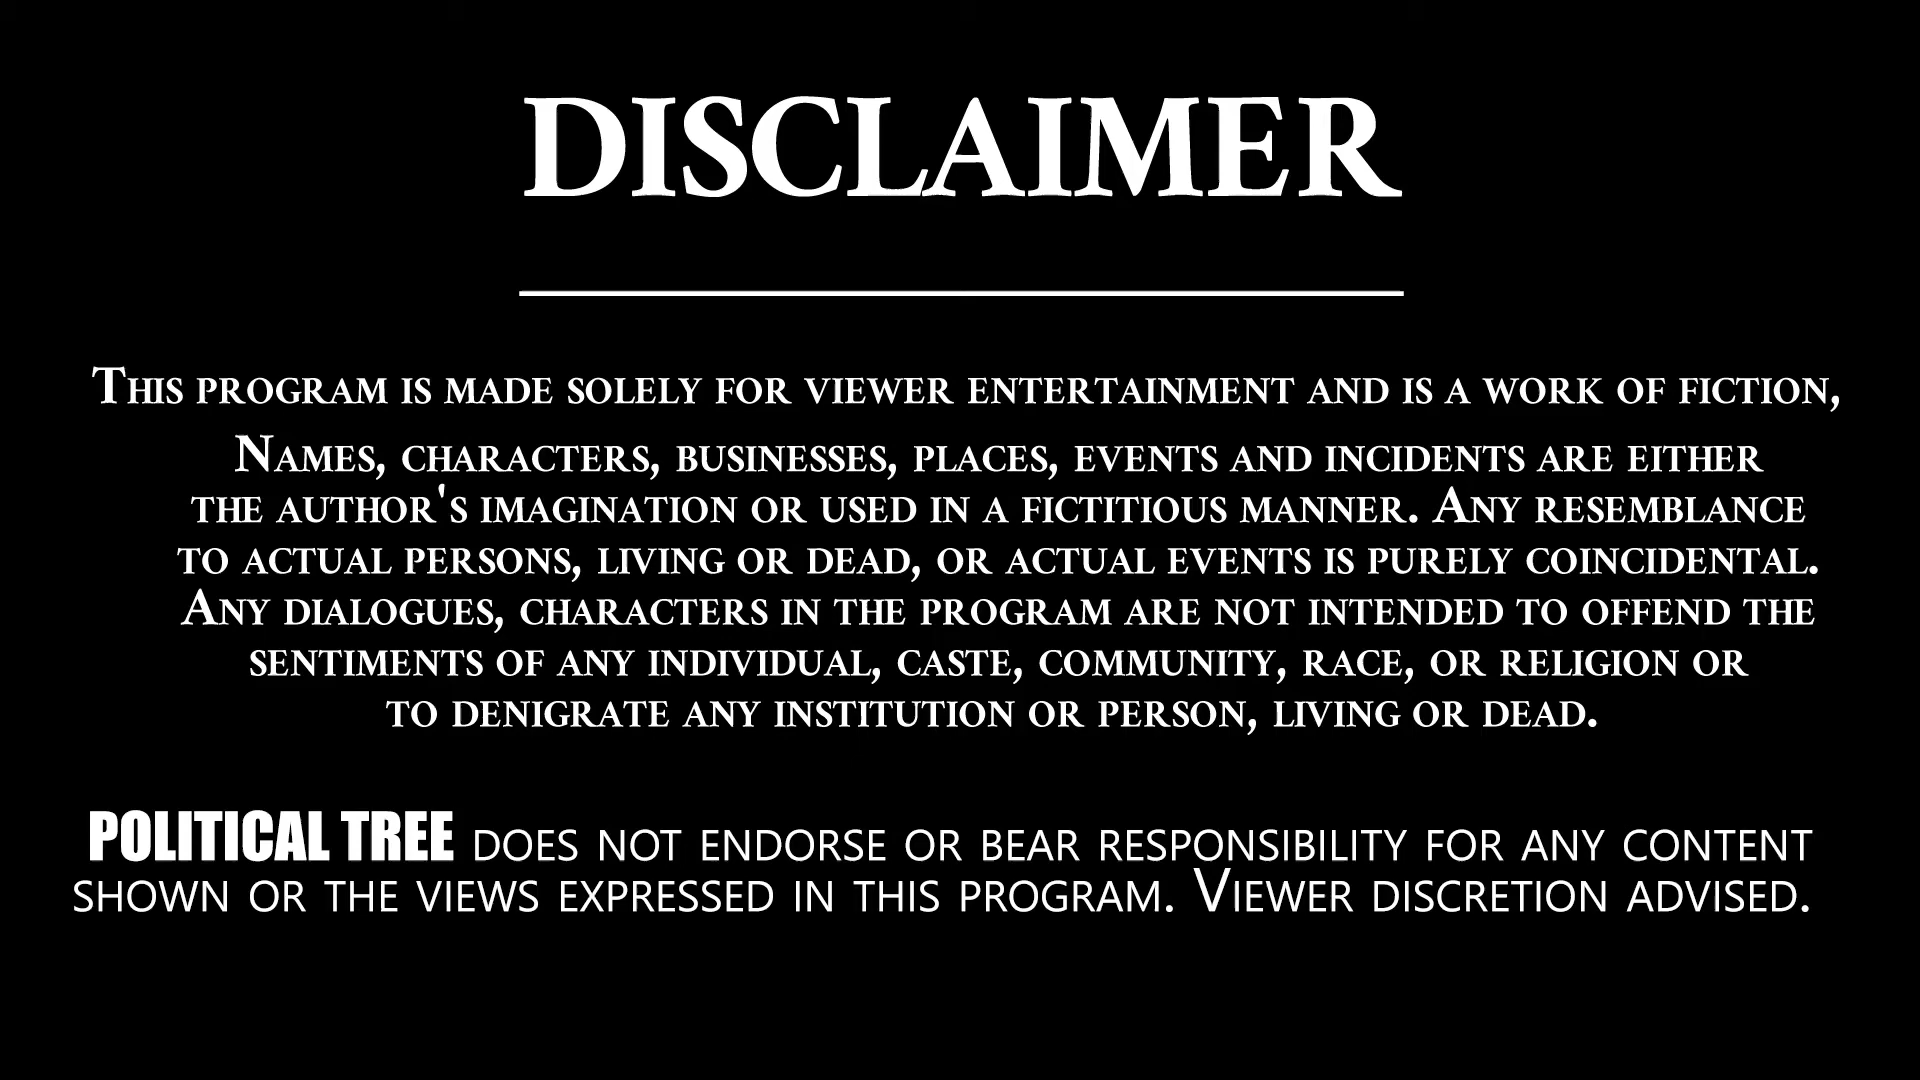 DISCLAIMER
This program is made solely for viewer entertainment and is a work of fiction,
Names, characters, businesses, places, events and incidents are either
the author's imagination or used in a fictitious manner. Any resemblance
to actual persons, living or dead, or actual events is purely coincidental.
Any dialogues, characters in the program are not intended to offend the
sentiments of any individual, caste, community, race, or religion or
to denigrate any institution or person, living or dead.
POLITICAL TREE does not endorse or bear responsibility for any content
shown or the views expressed in this program. Viewer discretion advised.